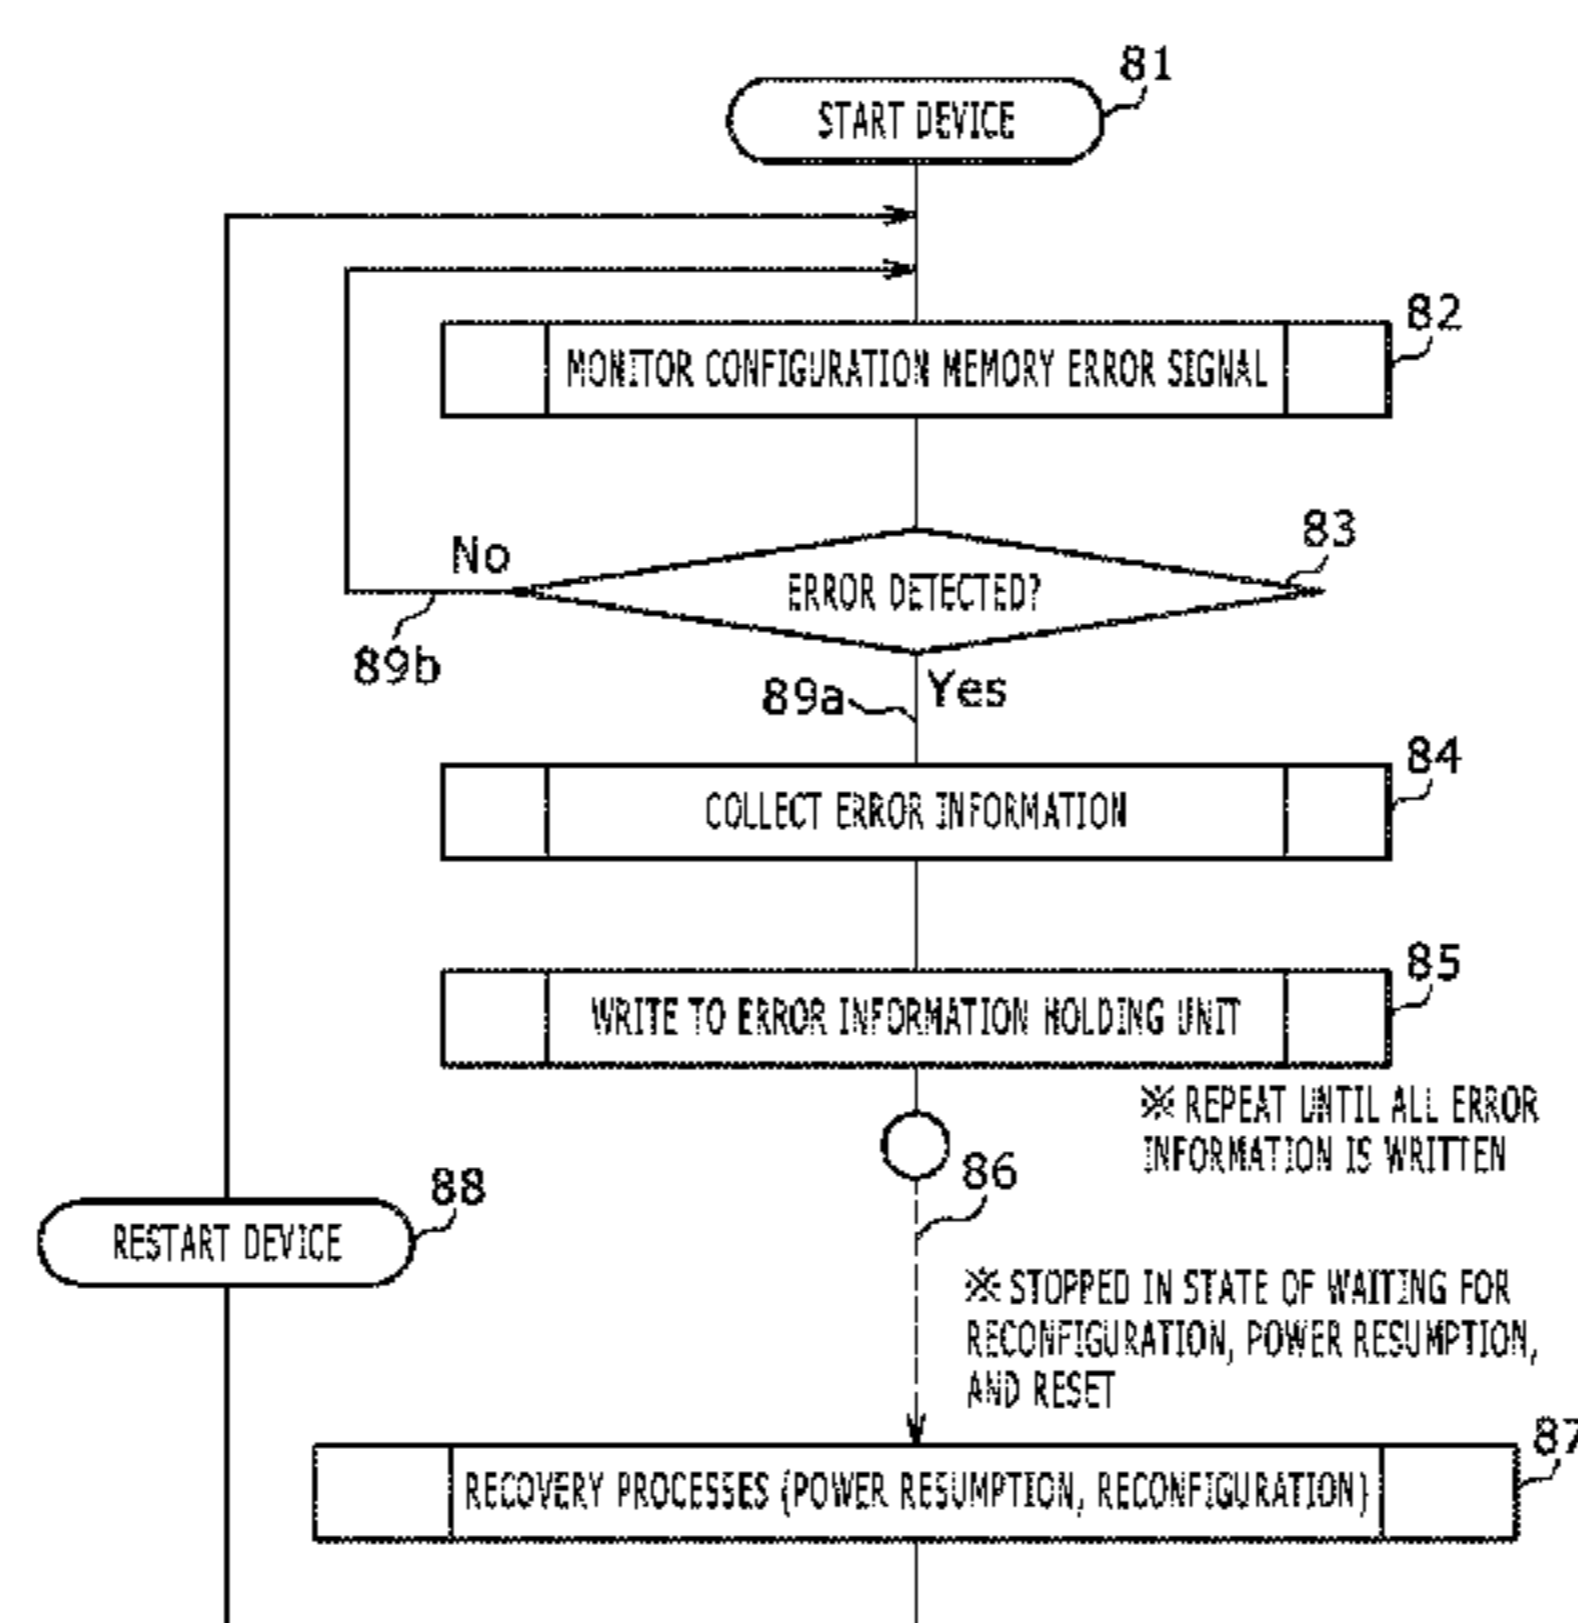 81
START DEVICE
82
MONITOR CONFIGURATION MEMORY ERROR SIGNAL
83
No
ERROR DETECTED?
89b
89a
Yes
84
COLLECT ERROR INFORMATION
85
WRITE TO ERROR INFORMATION HOLDING UNIT
※ REPEAT UNTIL ALL ERROR
INFORMATION IS WRITTEN
86
88
RESTART DEVICE
※ STOPPED IN STATE OF WAITING FOR
RECONFIGURATION, POWER RESUMPTION,
AND RESET
87
RECOVERY PROCESSES (POWER RESUMPTION, RECONFIGURATION)